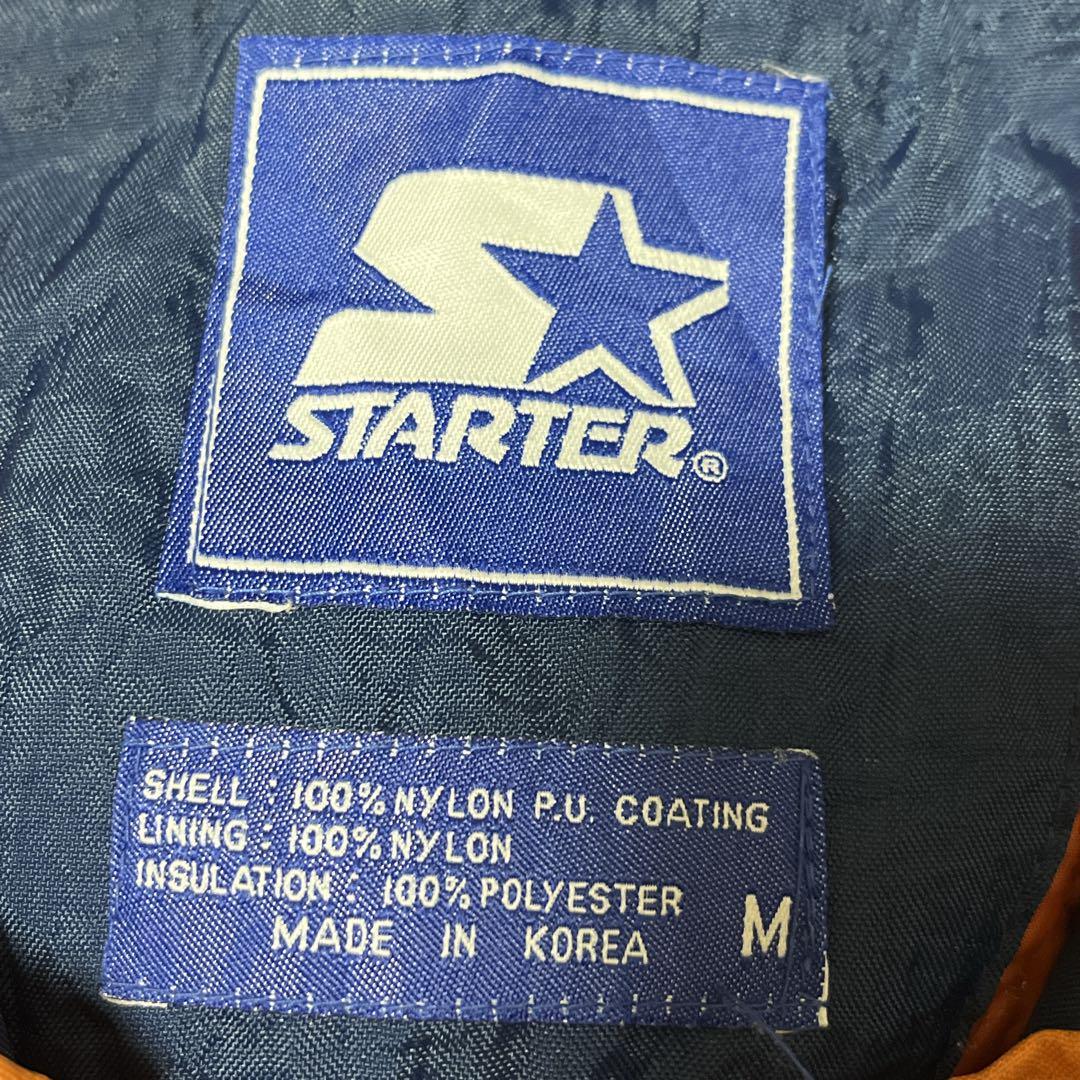 STARTER®
SHELL : 100% NYLON P.U. COATING
LINING : 100% NYLON
INSULATION : 100% POLYESTER
MADE IN KOREA M